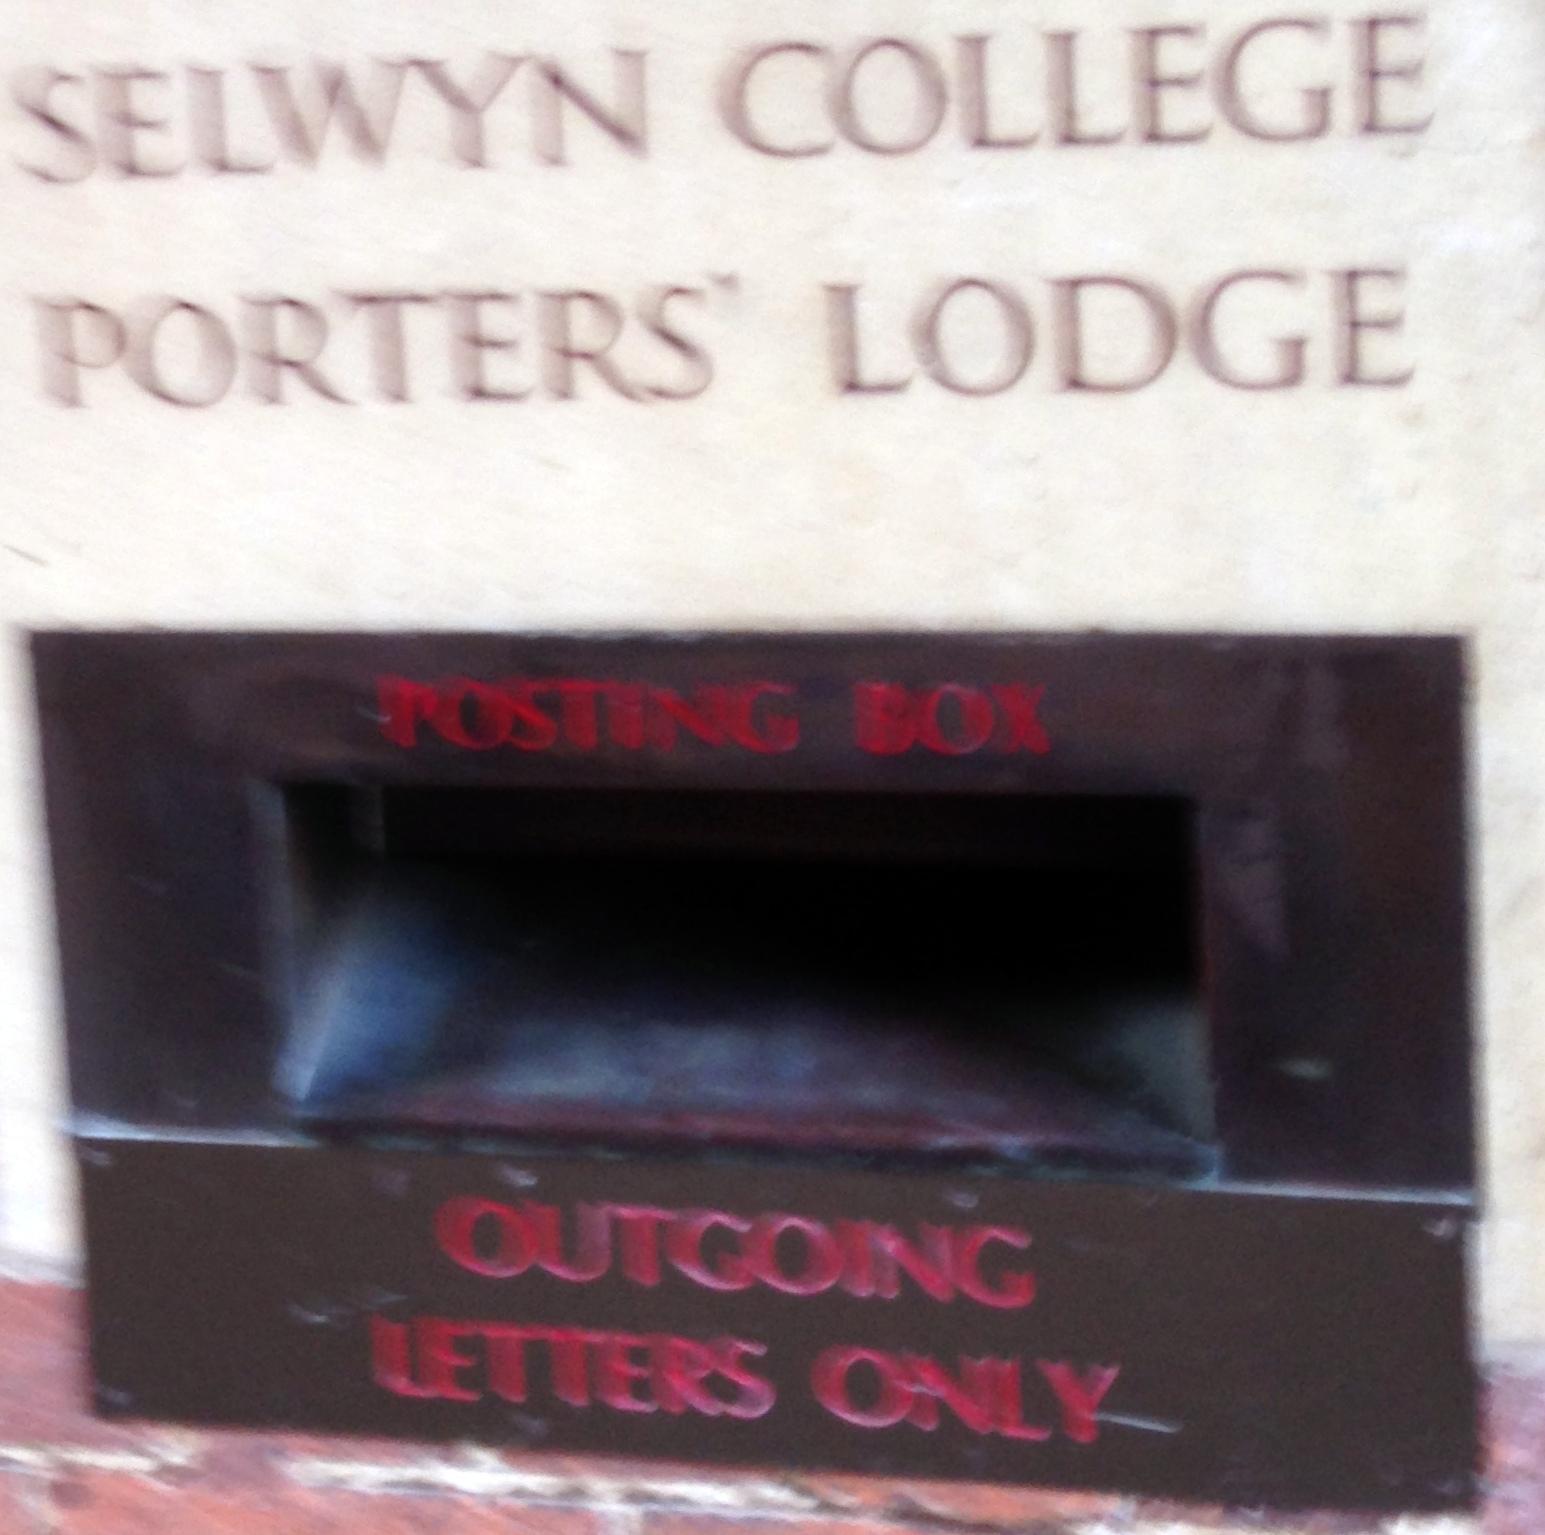 SELWYN COLLEGE
PORTERS' LODGE
POSTING BOX
OUTGOING
LETTERS ONLY